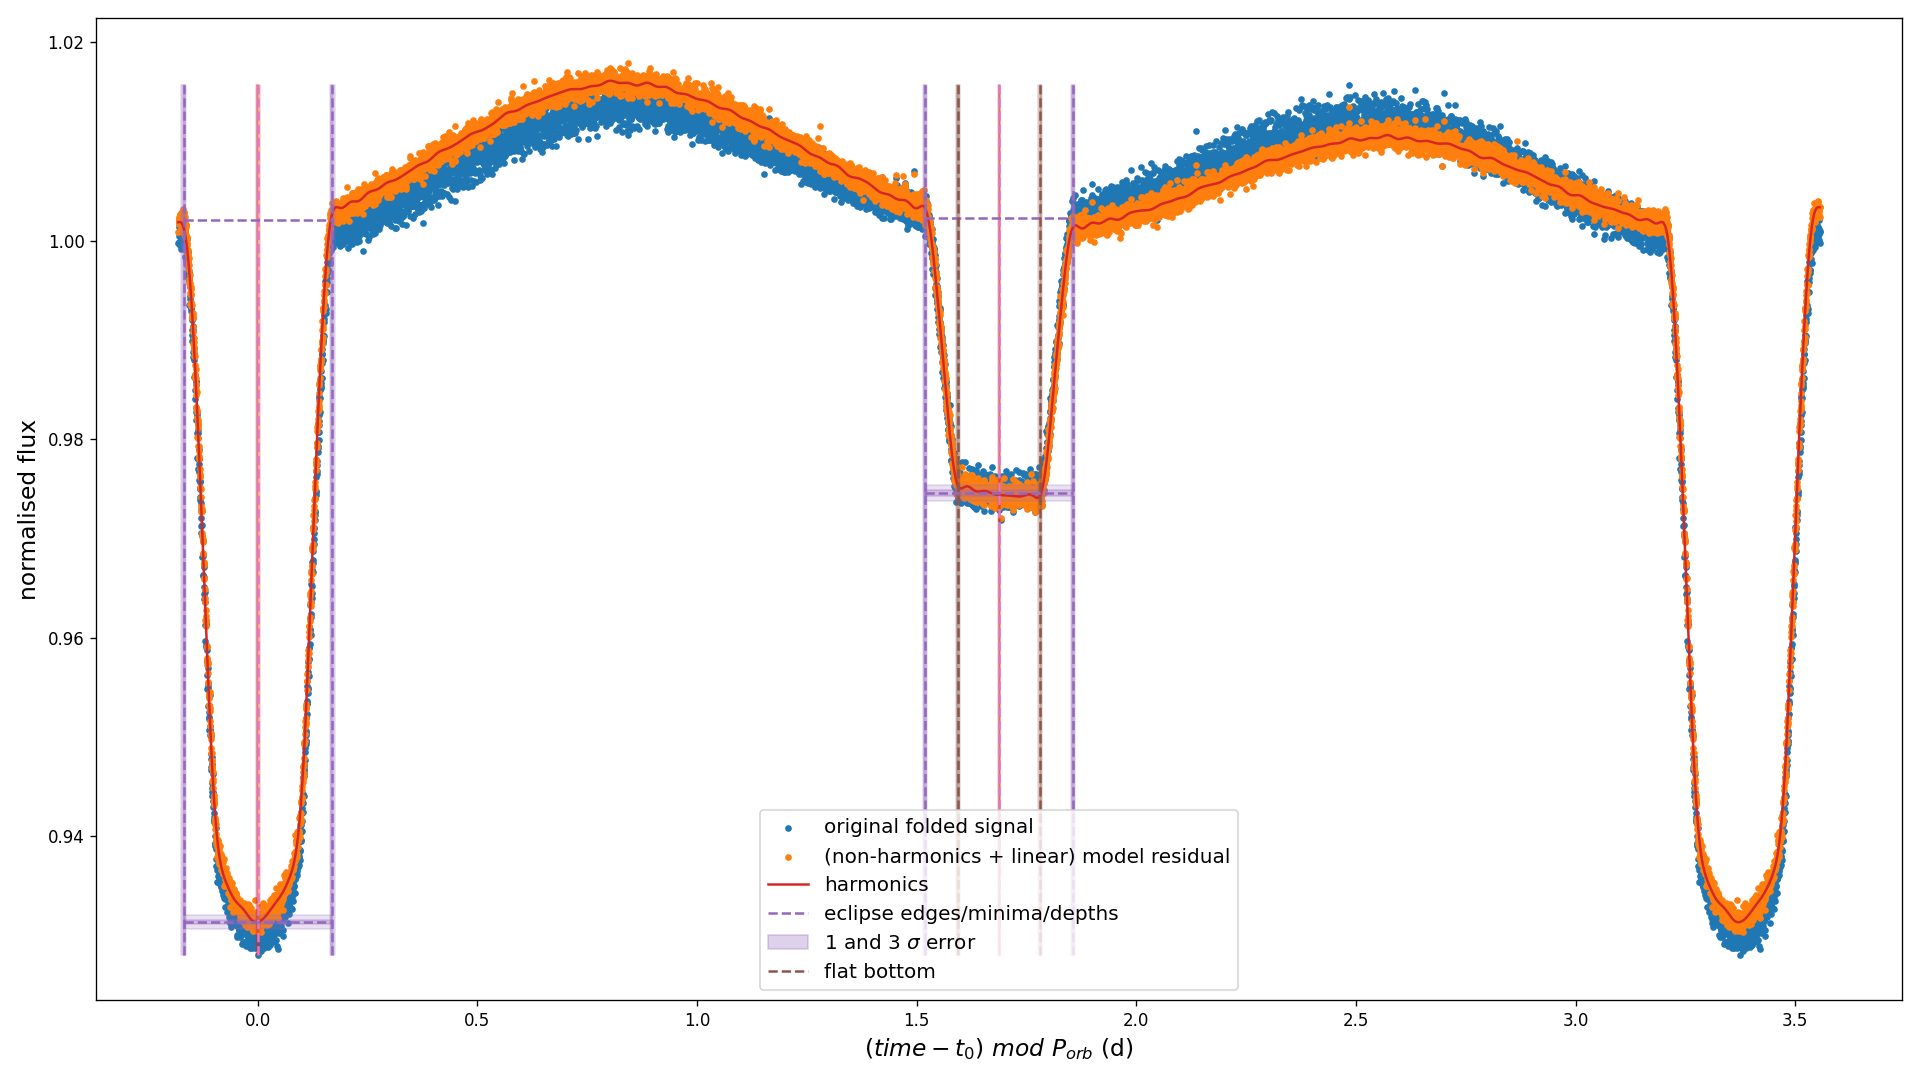 1.02
1.00
0.98
0.96
0.94
normalised flux
original folded signal
(non-harmonics + linear) model residual
harmonics
eclipse edges/minima/depths
1 and 3 σ error
flat bottom
0.0 0.5 1.0 1.5 2.0 2.5 3.0 3.5
(time − t₀) mod P_orb (d)